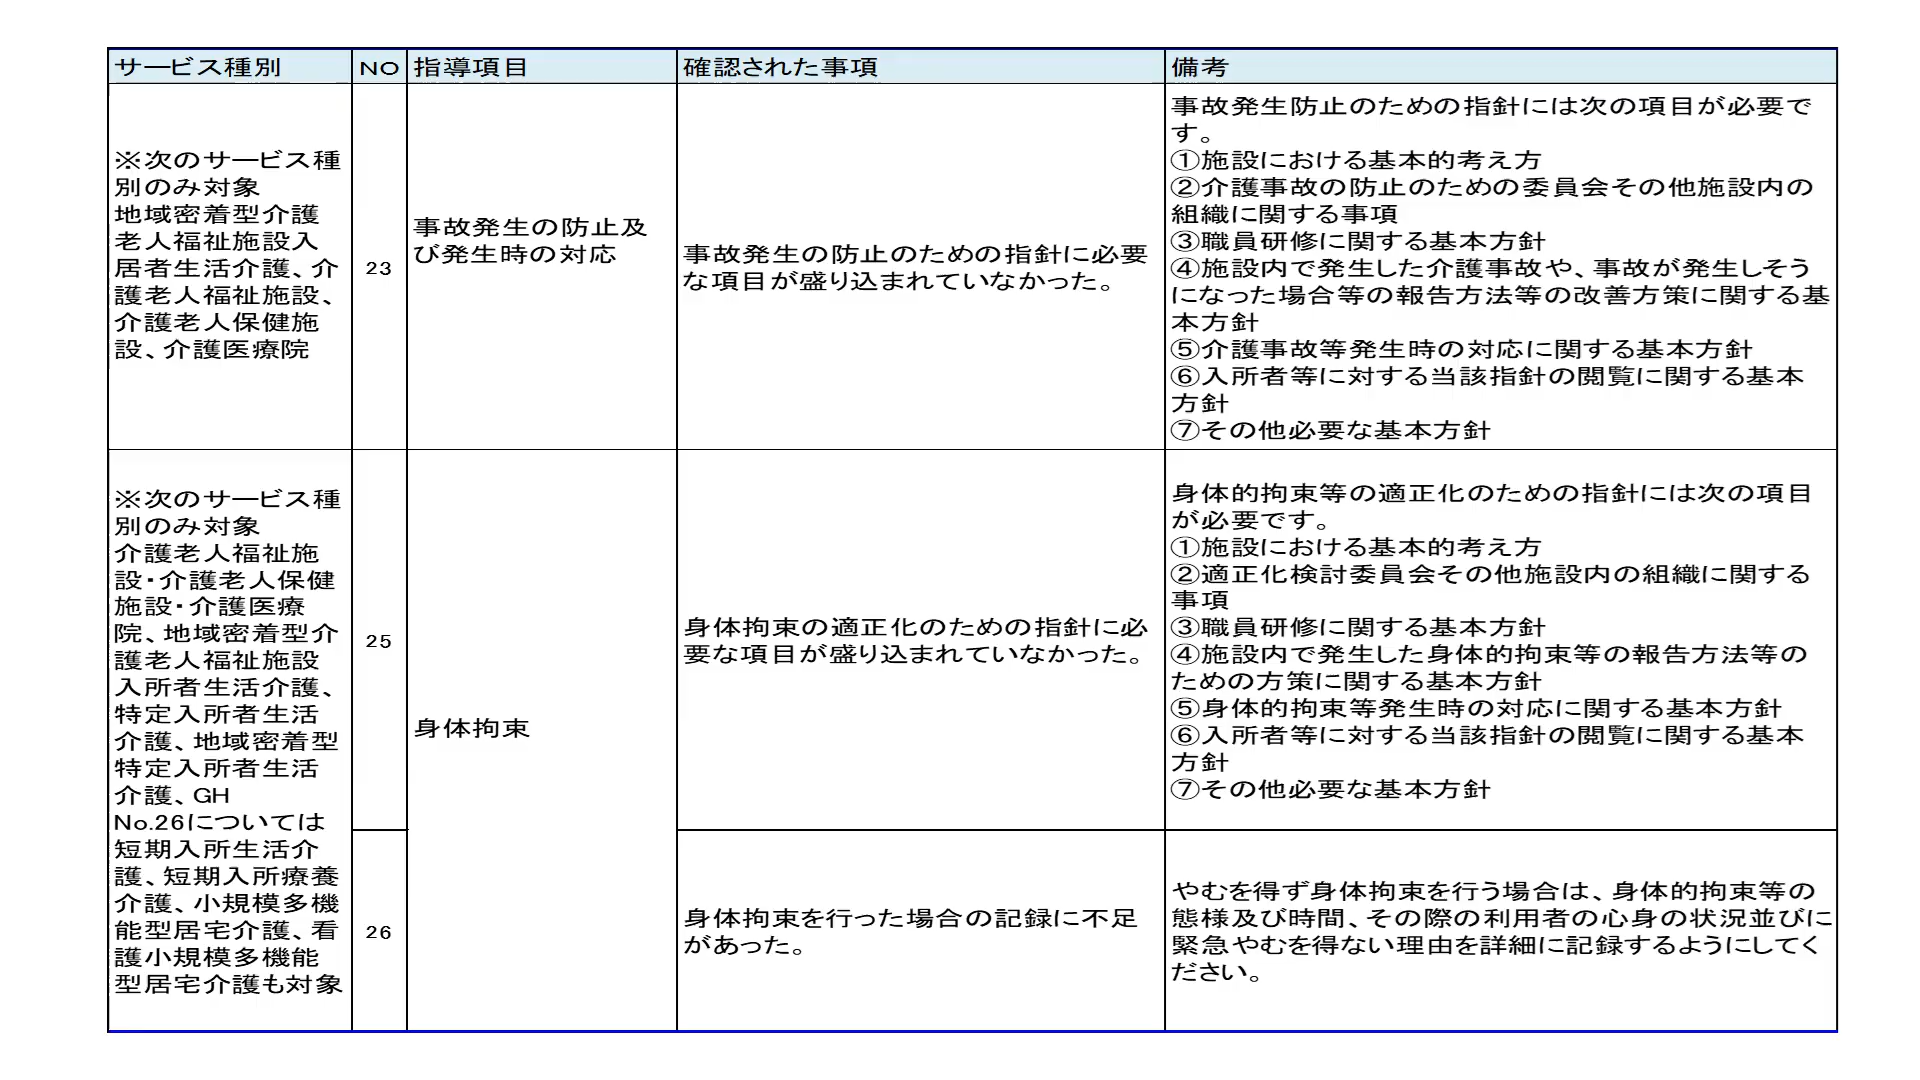 サービス種別
NO
指導項目
確認された事項
備考
※次のサービス種
別のみ対象
地域密着型介護
老人福祉施設入
居者生活介護、介
護老人福祉施設、
介護老人保健施
設、介護医療院
23
事故発生の防止及
び発生時の対応
事故発生の防止のための指針に必要
な項目が盛り込まれていなかった。
事故発生防止のための指針には次の項目が必要で
す。
①施設における基本的考え方
②介護事故の防止のための委員会その他施設内の
組織に関する事項
③職員研修に関する基本方針
④施設内で発生した介護事故や、事故が発生しそう
になった場合等の報告方法等の改善方策に関する基
本方針
⑤介護事故等発生時の対応に関する基本方針
⑥入所者等に対する当該指針の閲覧に関する基本
方針
⑦その他必要な基本方針
※次のサービス種
別のみ対象
介護老人福祉施
設・介護老人保健
施設・介護医療
院、地域密着型介
護老人福祉施設
入所者生活介護、
特定入所者生活
介護、地域密着型
特定入所者生活
介護、GH
No.26については
短期入所生活介
護、短期入所療養
介護、小規模多機
能型居宅介護、看
護小規模多機能
型居宅介護も対象
25
身体拘束
身体拘束の適正化のための指針に必
要な項目が盛り込まれていなかった。
身体的拘束等の適正化のための指針には次の項目
が必要です。
①施設における基本的考え方
②適正化検討委員会その他施設内の組織に関する
事項
③職員研修に関する基本方針
④施設内で発生した身体的拘束等の報告方法等の
ための方策に関する基本方針
⑤身体的拘束等発生時の対応に関する基本方針
⑥入所者等に対する当該指針の閲覧に関する基本
方針
⑦その他必要な基本方針
26
身体拘束を行った場合の記録に不足
があった。
やむを得ず身体拘束を行う場合は、身体的拘束等の
態様及び時間、その際の利用者の心身の状況並びに
緊急やむを得ない理由を詳細に記録するようにしてく
ださい。